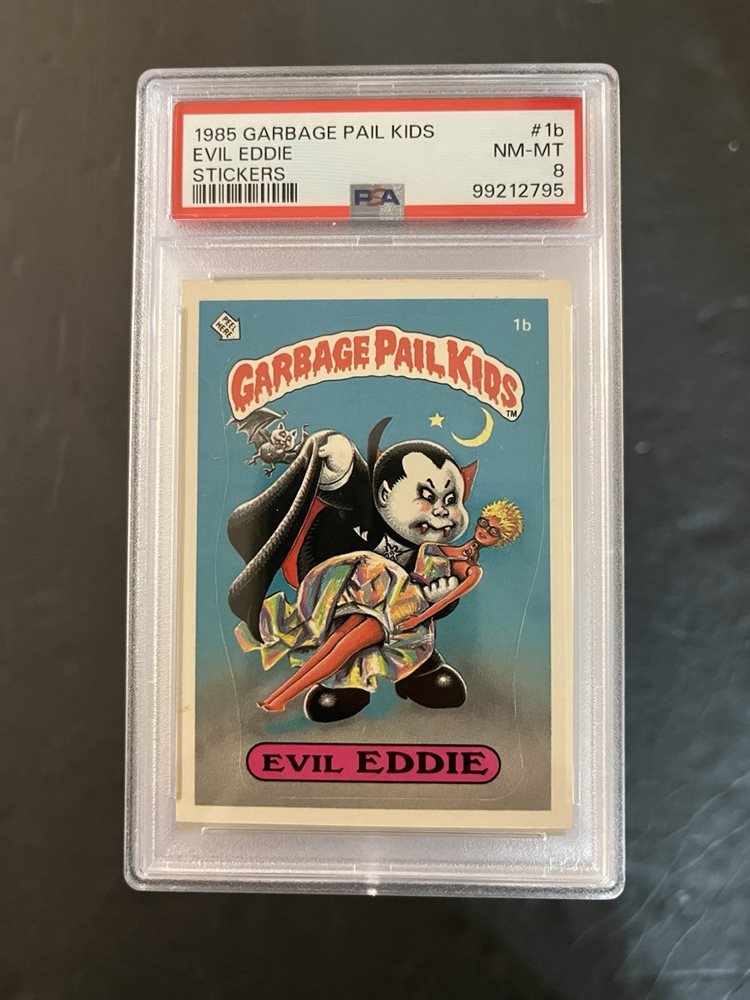 1985 GARBAGE PAIL KIDS #1b
EVIL EDDIE NM-MT
STICKERS 8
PSA 99212795
PEEL HERE
1b
GARBAGE PAIL KIDS
TM
EVIL EDDIE